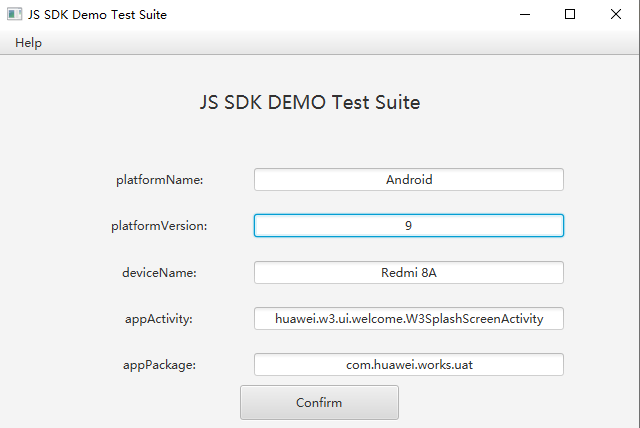 JS SDK Demo Test Suite
Help
JS SDK DEMO Test Suite
platformName: Android
platformVersion: 9
deviceName: Redmi 8A
appActivity: huawei.w3.ui.welcome.W3SplashScreenActivity
appPackage: com.huawei.works.uat
Confirm